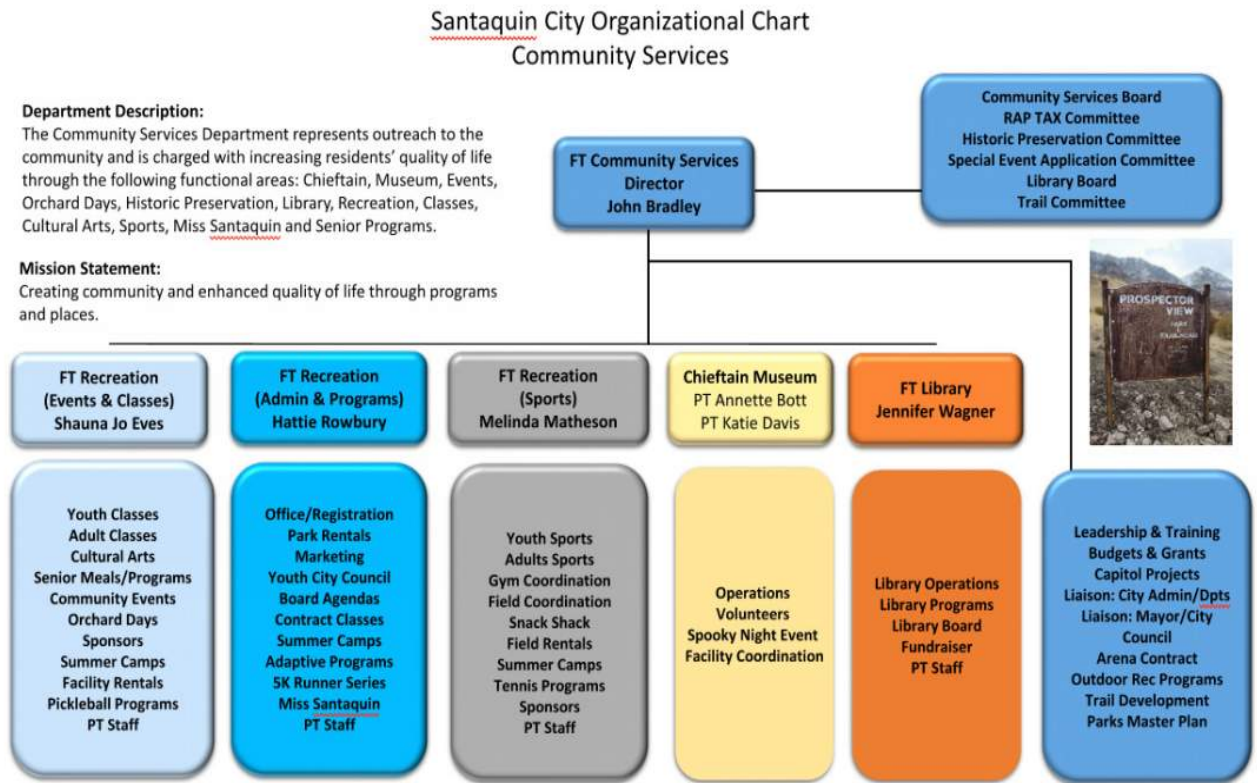 Santaquin City Organizational Chart
Community Services
Department Description:
The Community Services Department represents outreach to the
community and is charged with increasing residents' quality of life
through the following functional areas: Chieftain, Museum, Events,
Orchard Days, Historic Preservation, Library, Recreation, Classes,
Cultural Arts, Sports, Miss Santaquin and Senior Programs.
Mission Statement:
Creating community and enhanced quality of life through programs
and places.
FT Community Services
Director
John Bradley
Community Services Board
RAP TAX Committee
Historic Preservation Committee
Special Event Application Committee
Library Board
Trail Committee
PROSPECTOR
VIEW
FT Recreation
(Events & Classes)
Shauna Jo Eves
FT Recreation
(Admin & Programs)
Hattie Rowbury
FT Recreation
(Sports)
Melinda Matheson
Chieftain Museum
PT Annette Bott
PT Katie Davis
FT Library
Jennifer Wagner
Youth Classes
Adult Classes
Cultural Arts
Senior Meals/Programs
Community Events
Orchard Days
Sponsors
Summer Camps
Facility Rentals
Pickleball Programs
PT Staff
Office/Registration
Park Rentals
Marketing
Youth City Council
Board Agendas
Contract Classes
Summer Camps
Adaptive Programs
5K Runner Series
Miss Santaquin
PT Staff
Youth Sports
Adults Sports
Gym Coordination
Field Coordination
Snack Shack
Field Rentals
Summer Camps
Tennis Programs
Sponsors
PT Staff
Operations
Volunteers
Spooky Night Event
Facility Coordination
Library Operations
Library Programs
Library Board
Fundraiser
PT Staff
Leadership & Training
Budgets & Grants
Capitol Projects
Liaison: City Admin/Dpts
Liaison: Mayor/City
Council
Arena Contract
Outdoor Rec Programs
Trail Development
Parks Master Plan